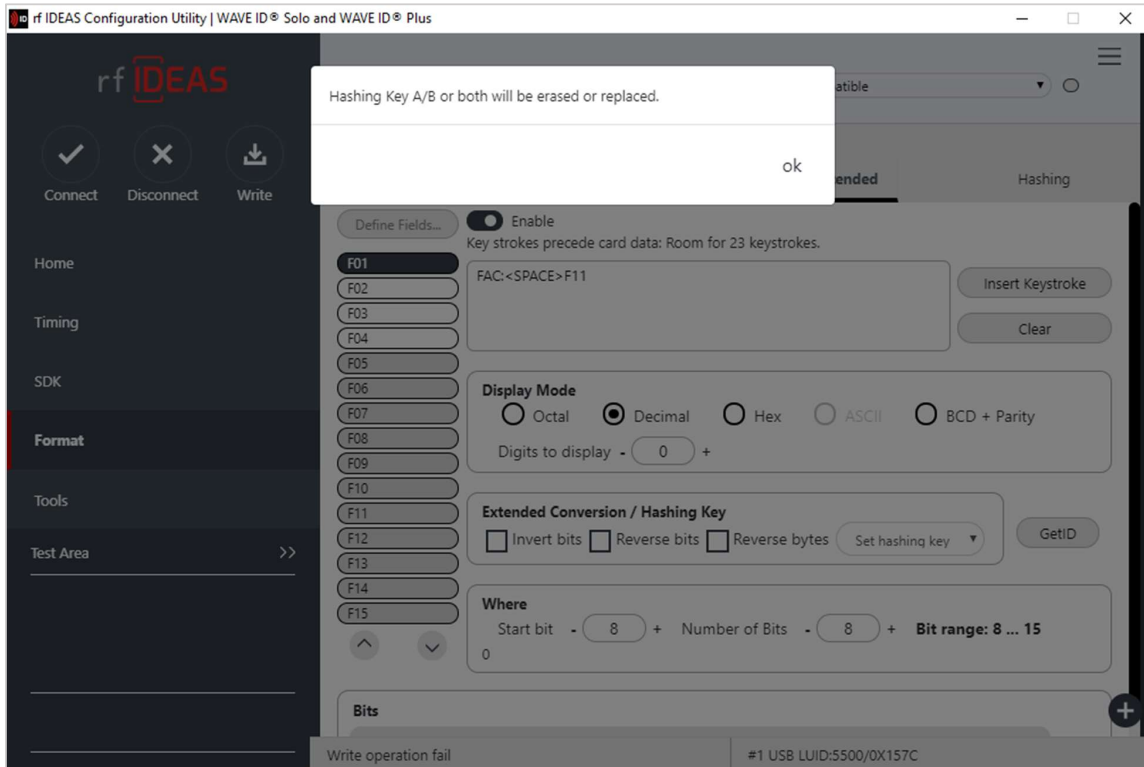 rf IDEAS Configuration Utility | WAVE ID® Solo and WAVE ID® Plus
rf IDEAS
Connect Disconnect Write
Home
Timing
SDK
Format
Tools
Test Area >>
Hashing Key A/B or both will be erased or replaced.
ok
atible
ended Hashing
Define Fields...
Enable
Key strokes precede card data: Room for 23 keystrokes.
F01
F02
F03
F04
F05
F06
F07
F08
F09
F10
F11
F12
F13
F14
F15
FAC:<SPACE>F11
Insert Keystroke
Clear
Display Mode
Octal Decimal Hex ASCII BCD + Parity
Digits to display - 0 +
Extended Conversion / Hashing Key
Invert bits Reverse bits Reverse bytes Set hashing key
GetID
Where
Start bit - 8 + Number of Bits - 8 + Bit range: 8 ... 15
0
Bits
+
Write operation fail #1 USB LUID:5500/0X157C